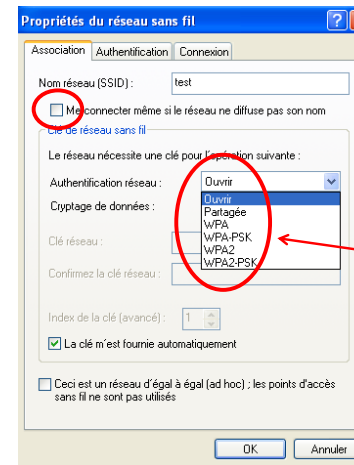 Propriétés du réseau sans fil
Association Authentification Connexion
Nom réseau (SSID) : test
Me connecter même si le réseau ne diffuse pas son nom
Clé de réseau sans fil
Le réseau nécessite une clé pour l'opération suivante :
Authentification réseau : Ouvrir
Cryptage de données :
Ouvrir
Partagée
WPA
WPA-PSK
WPA2
WPA2-PSK
Clé réseau :
Confirmez la clé réseau :
Index de la clé (avancé) : 1
La clé m'est fournie automatiquement
Ceci est un réseau d'égal à égal (ad hoc) ; les points d'accès
sans fil ne sont pas utilisés
OK Annuler